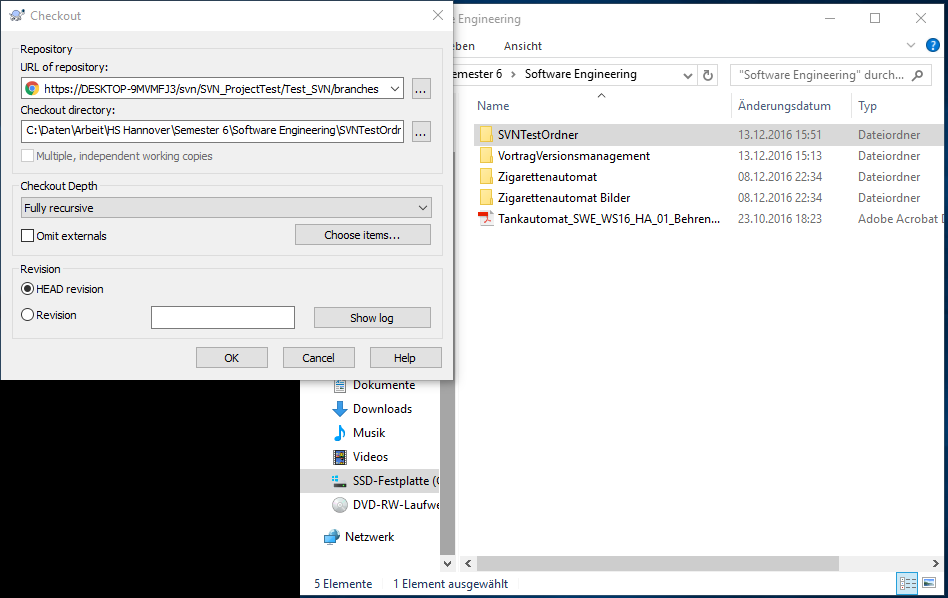 Checkout
Repository
URL of repository:
https://DESKTOP-9MVMFJ3/svn/SVN_ProjectTest/Test_SVN/branches
...
Checkout directory:
C:\Daten\Arbeit\HS Hannover\Semester 6\Software Engineering\SVNTestOrdr
...
Multiple, independent working copies
Checkout Depth
Fully recursive
Omit externals
Choose items...
Revision
HEAD revision
Revision
Show log
OK
Cancel
Help
e Engineering
eben
Ansicht
?
emester 6 > Software Engineering
"Software Engineering" durch...
Name
Änderungsdatum
Typ
SVNTestOrdner 13.12.2016 15:51 Dateiordner
VortragVersionsmanagement 13.12.2016 15:13 Dateiordner
Zigarettenautomat 08.12.2016 22:34 Dateiordner
Zigarettenautomat Bilder 08.12.2016 22:34 Dateiordner
Tankautomat_SWE_WS16_HA_01_Behren... 23.10.2016 18:23 Adobe Acrobat D
Dokumente
Downloads
Musik
Videos
SSD-Festplatte (C
DVD-RW-Laufwe
Netzwerk
5 Elemente
1 Element ausgewählt